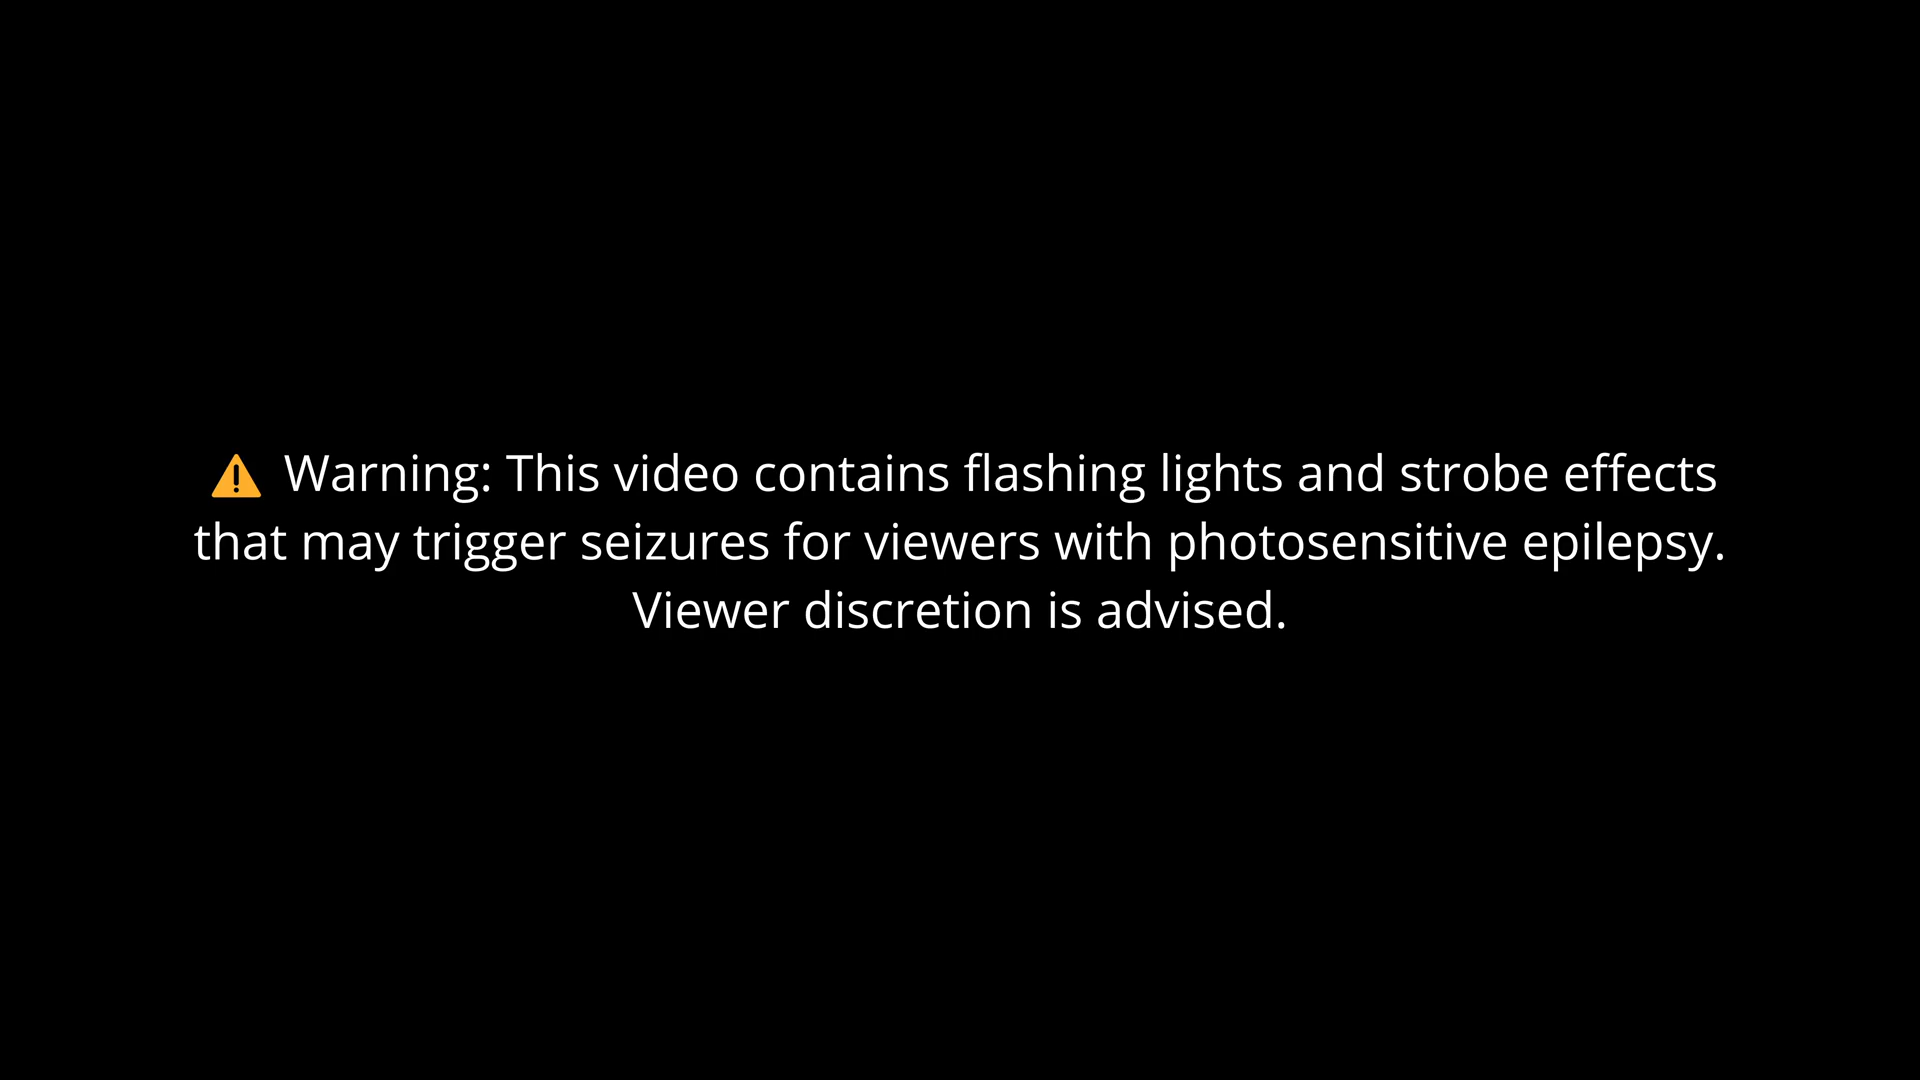 ⚠ Warning: This video contains flashing lights and strobe effects
that may trigger seizures for viewers with photosensitive epilepsy.
Viewer discretion is advised.